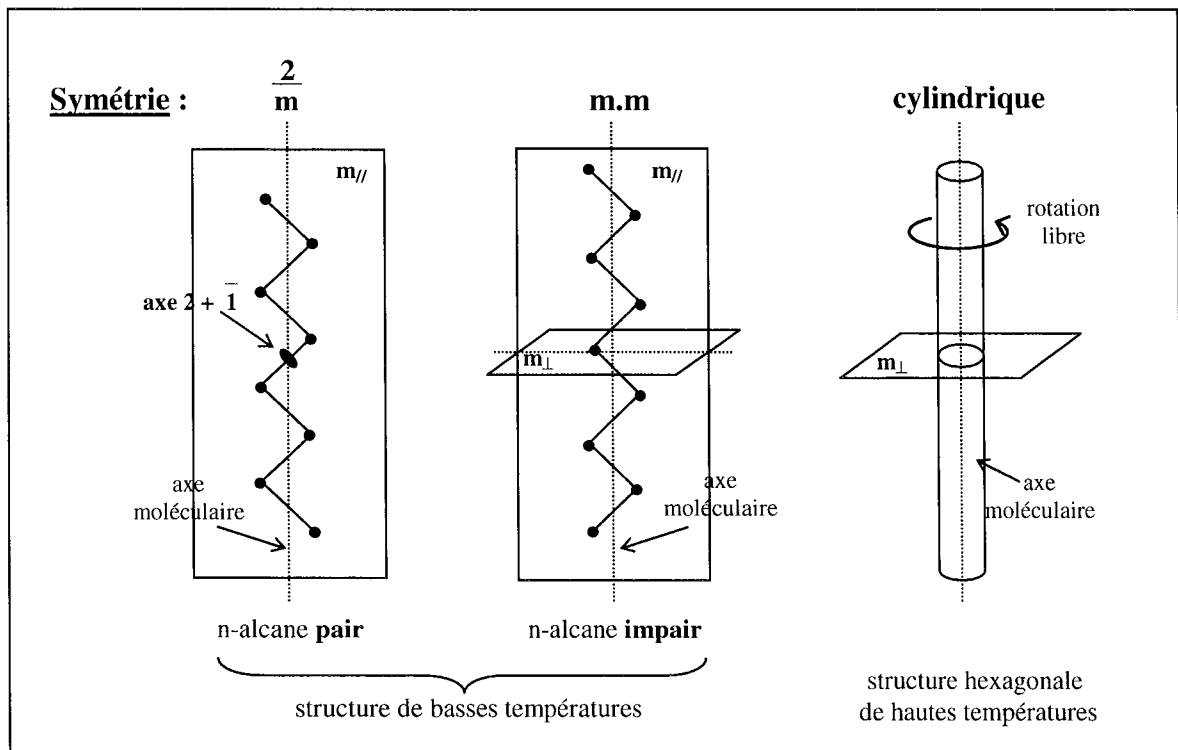 Symétrie :
2
m
m.m
cylindrique
m//
m//
rotation
libre
axe 2 + 1̅
m⊥
m⊥
axe
moléculaire
axe
moléculaire
axe
moléculaire
n-alcane pair
n-alcane impair
structure de basses températures
structure hexagonale
de hautes températures